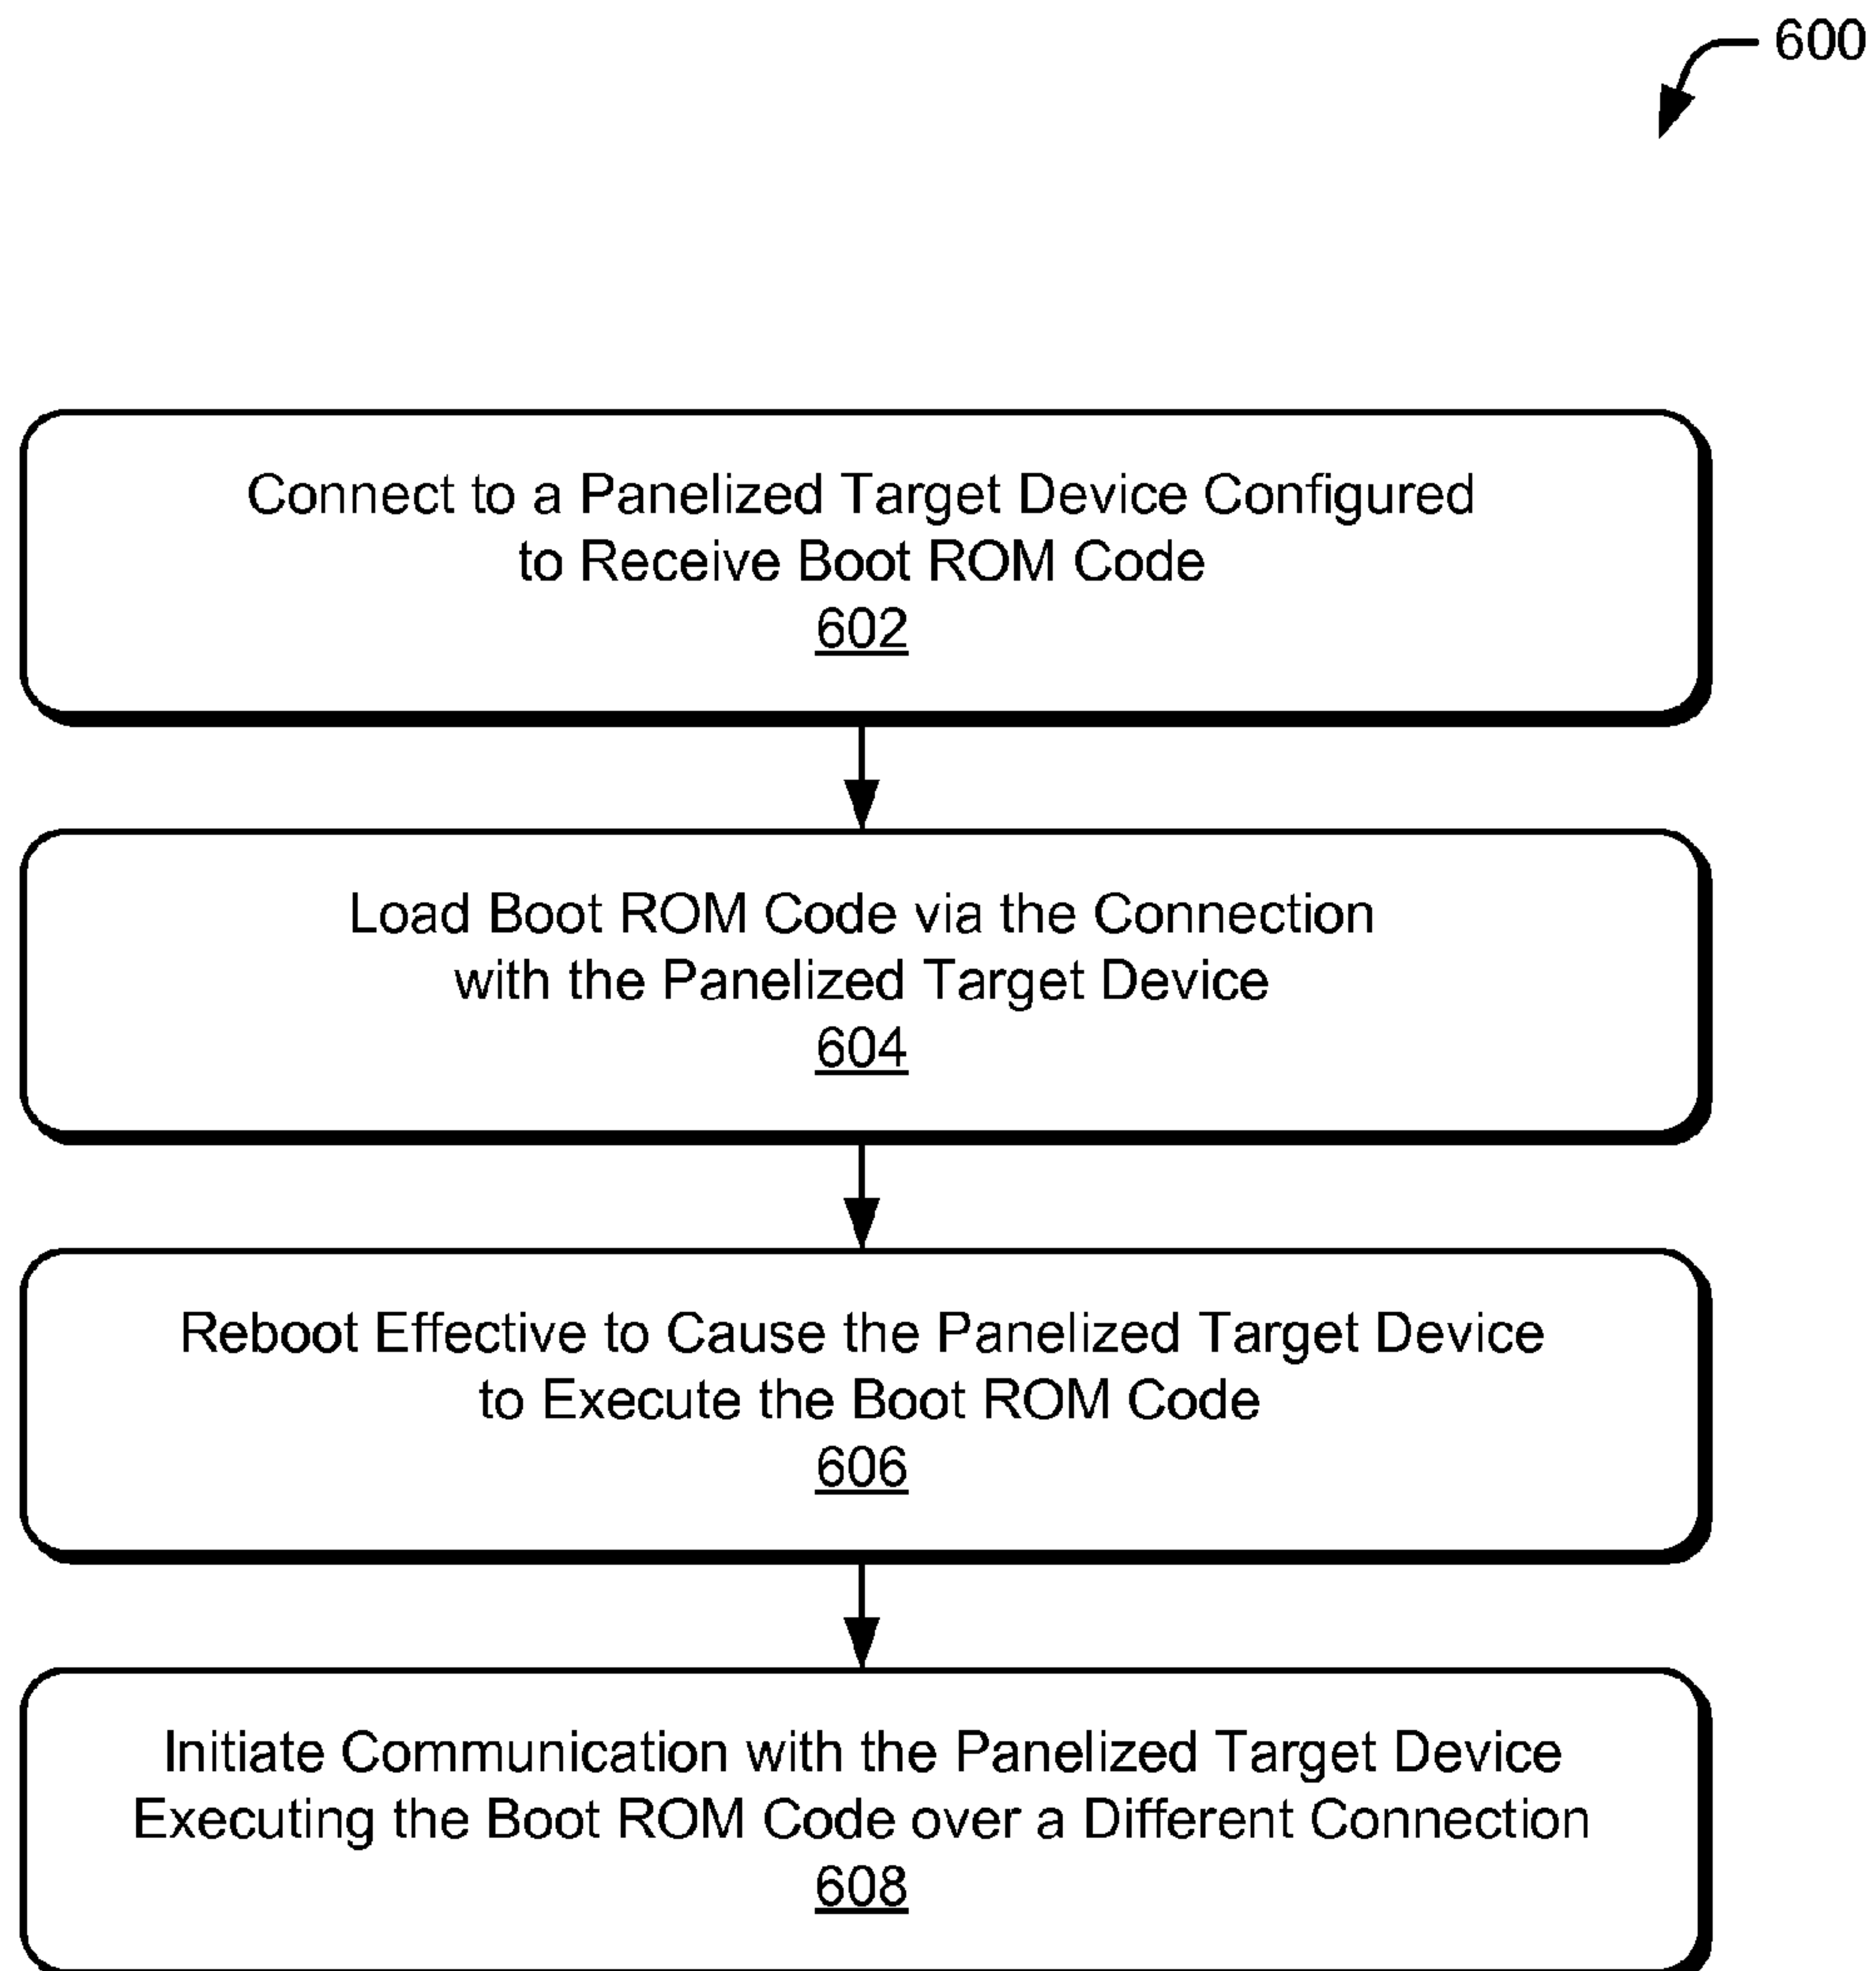 600
Connect to a Panelized Target Device Configured
to Receive Boot ROM Code
602
Load Boot ROM Code via the Connection
with the Panelized Target Device
604
Reboot Effective to Cause the Panelized Target Device
to Execute the Boot ROM Code
606
Initiate Communication with the Panelized Target Device
Executing the Boot ROM Code over a Different Connection
608